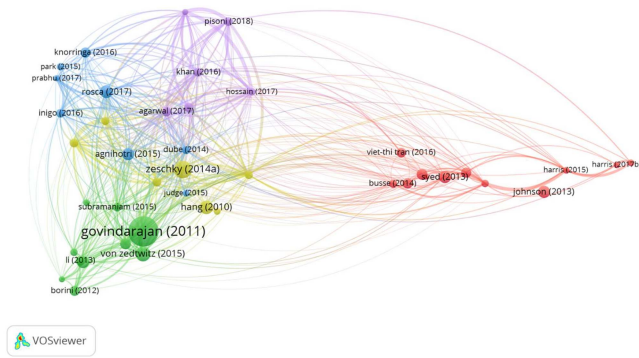 pisoni (2018)
knorringa (2016)
park (2015)
khan (2016)
prabhu (2017)
rosca (2017)
hossain (2017)
inigo (2016)
agarwal (2017)
dube (2014)
agnihotri (2015)
viet-thi tran (2016)
harris (2017b
zeschky (2014a)
harris (2015)
syed (2013)
busse (2014)
judge (2015)
johnson (2013)
subramaniam (2015)
hang (2010)
govindarajan (2011)
von zedtwitz (2015)
li (2013)
borini (2012)
VOSviewer